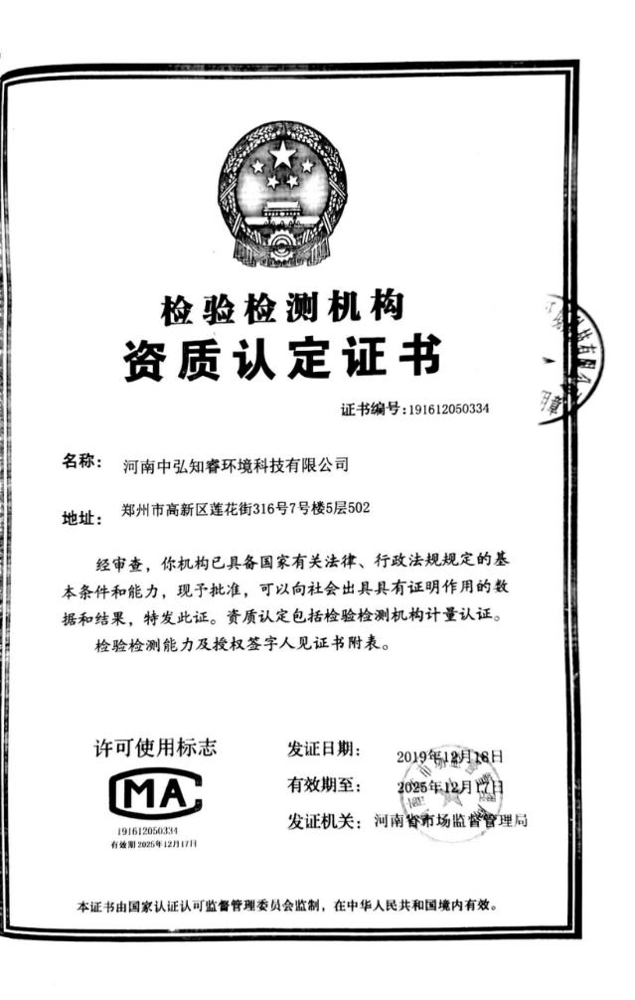 检验检测机构
资质认定证书
证书编号:191612050334
名称： 河南中弘知睿环境科技有限公司
地址： 郑州市高新区莲花街316号7号楼5层502
经审查，你机构已具备国家有关法律、行政法规规定的基
本条件和能力，现予批准，可以向社会出具具有证明作用的数
据和结果，特发此证。资质认定包括检验检测机构计量认证。
检验检测能力及授权签字人见证书附表。
许可使用标志
MA
191612050334
有效期2025年12月17日
发证日期： 2019年12月18日
有效期至： 2025年12月17日
发证机关： 河南省市场监督管理局
本证书由国家认证认可监督管理委员会监制，在中华人民共和国境内有效。